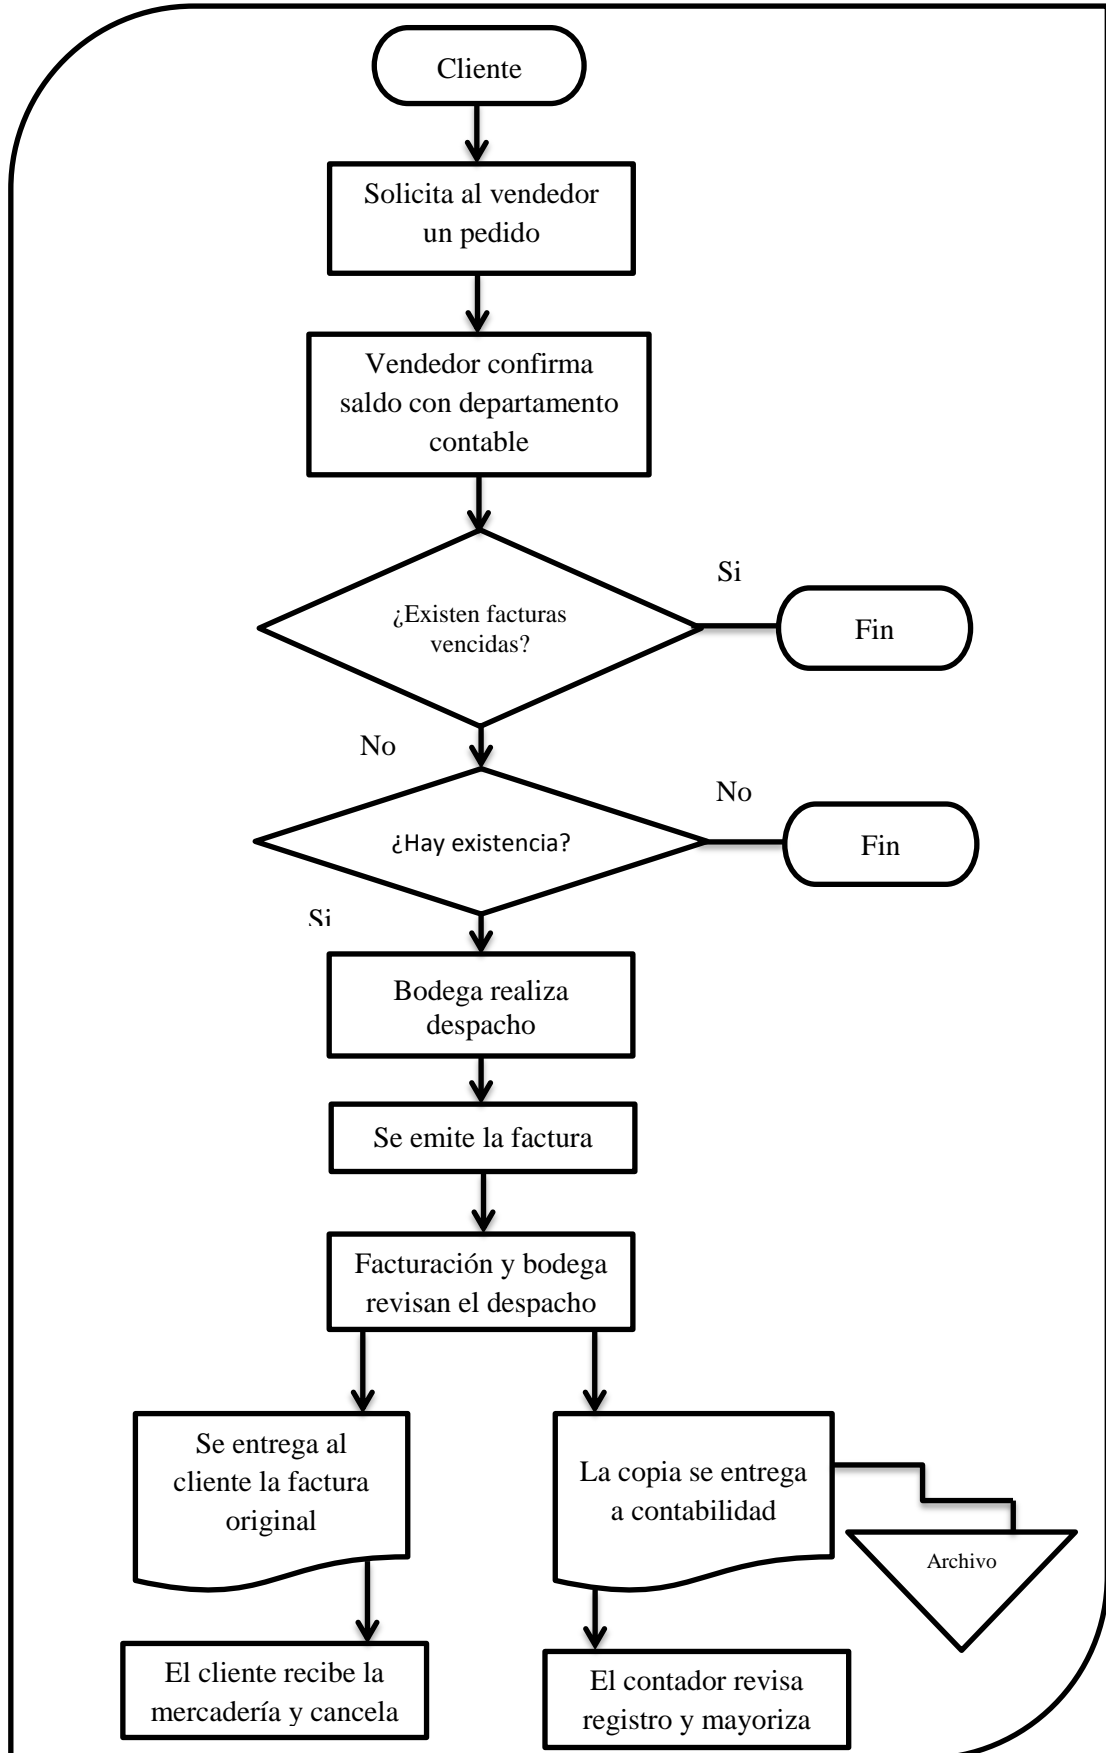 Cliente
Solicita al vendedor
un pedido
Vendedor confirma
saldo con departamento
contable
Si
¿Existen facturas
vencidas?
Fin
No
No
¿Hay existencia?
Fin
Si
Bodega realiza
despacho
Se emite la factura
Facturación y bodega
revisan el despacho
Se entrega al
cliente la factura
original
La copia se entrega
a contabilidad
Archivo
El cliente recibe la
mercadería y cancela
El contador revisa
registro y mayoriza